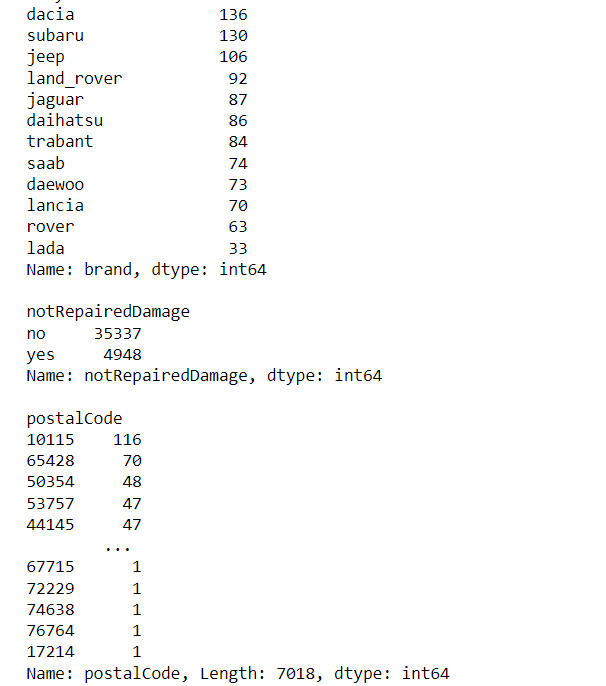 dacia 136
subaru 130
jeep 106
land_rover 92
jaguar 87
daihatsu 86
trabant 84
saab 74
daewoo 73
lancia 70
rover 63
lada 33
Name: brand, dtype: int64
notRepairedDamage
no 35337
yes 4948
Name: notRepairedDamage, dtype: int64
postalCode
10115 116
65428 70
50354 48
53757 47
44145 47
...
67715 1
72229 1
74638 1
76764 1
17214 1
Name: postalCode, Length: 7018, dtype: int64